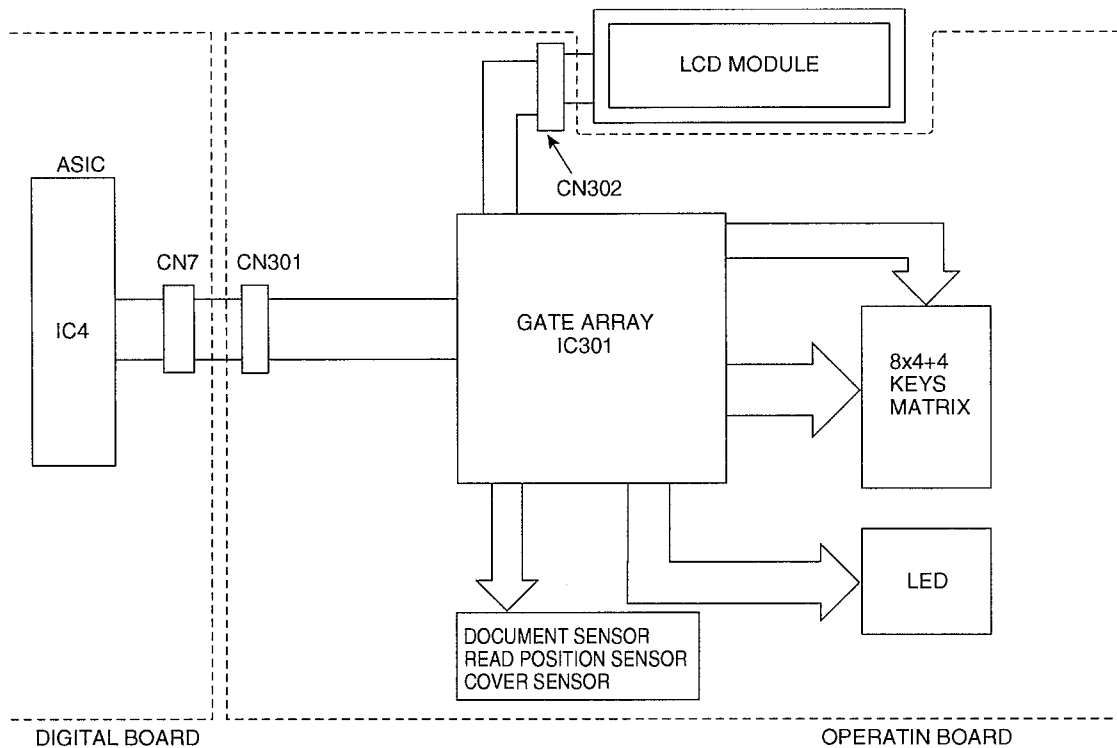 LCD MODULE
ASIC
CN302
CN7
CN301
IC4
GATE ARRAY
IC301
8x4+4
KEYS
MATRIX
LED
DOCUMENT SENSOR
READ POSITION SENSOR
COVER SENSOR
DIGITAL BOARD
OPERATIN BOARD